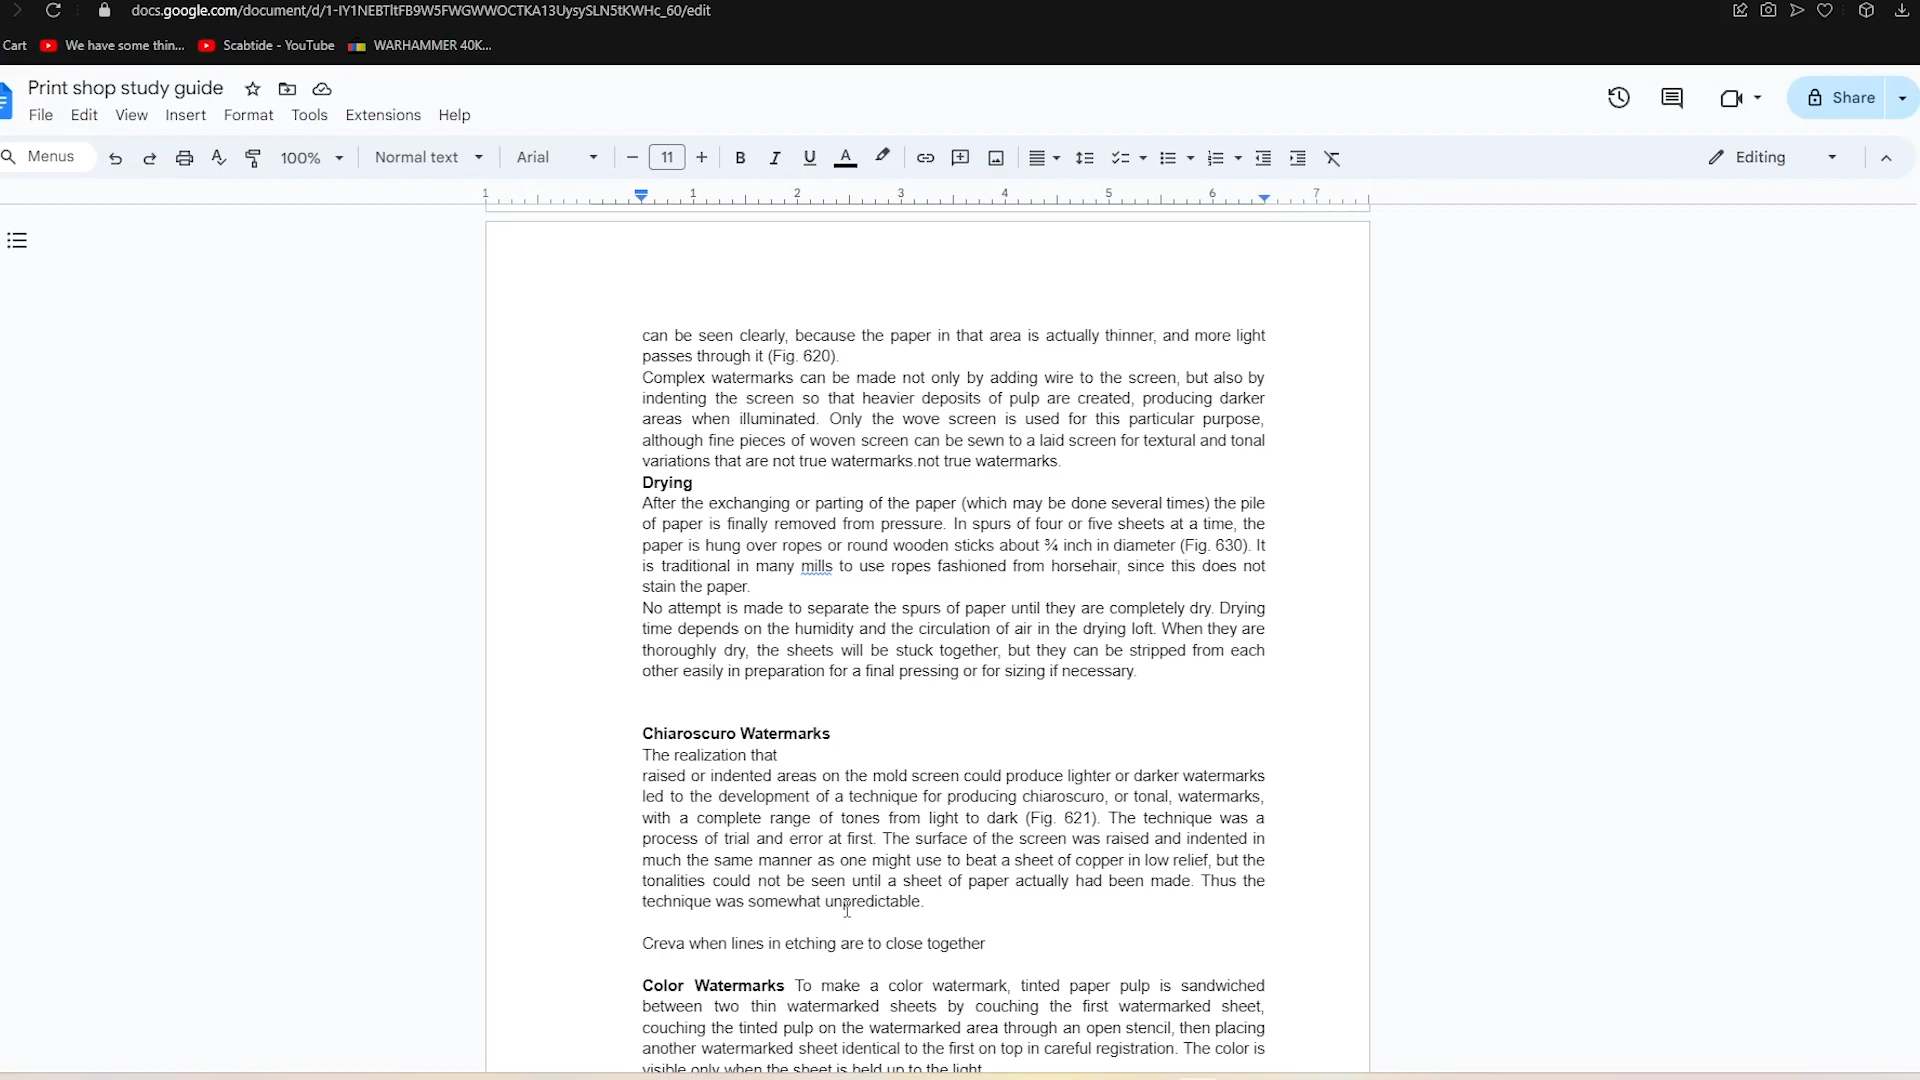 docs.google.com/document/d/1-IY1NEBTltFB9W5FWGWWOCTKA13UysySLN5tKWHc_60/edit
Cart We have some thin... Scabtide - YouTube WARHAMMER 40K...
Print shop study guide
Share
File Edit View Insert Format Tools Extensions Help
Menus 100% Normal text Arial 11 Editing
1 1 2 3 4 5 6 7
can be seen clearly, because the paper in that area is actually thinner, and more light
passes through it (Fig. 620).
Complex watermarks can be made not only by adding wire to the screen, but also by
indenting the screen so that heavier deposits of pulp are created, producing darker
areas when illuminated. Only the wove screen is used for this particular purpose,
although fine pieces of woven screen can be sewn to a laid screen for textural and tonal
variations that are not true watermarks.not true watermarks.
Drying
After the exchanging or parting of the paper (which may be done several times) the pile
of paper is finally removed from pressure. In spurs of four or five sheets at a time, the
paper is hung over ropes or round wooden sticks about ¾ inch in diameter (Fig. 630). It
is traditional in many mills to use ropes fashioned from horsehair, since this does not
stain the paper.
No attempt is made to separate the spurs of paper until they are completely dry. Drying
time depends on the humidity and the circulation of air in the drying loft. When they are
thoroughly dry, the sheets will be stuck together, but they can be stripped from each
other easily in preparation for a final pressing or for sizing if necessary.
Chiaroscuro Watermarks
The realization that
raised or indented areas on the mold screen could produce lighter or darker watermarks
led to the development of a technique for producing chiaroscuro, or tonal, watermarks,
with a complete range of tones from light to dark (Fig. 621). The technique was a
process of trial and error at first. The surface of the screen was raised and indented in
much the same manner as one might use to beat a sheet of copper in low relief, but the
tonalities could not be seen until a sheet of paper actually had been made. Thus the
technique was somewhat unpredictable.
Creva when lines in etching are to close together
Color Watermarks To make a color watermark, tinted paper pulp is sandwiched
between two thin watermarked sheets by couching the first watermarked sheet,
couching the tinted pulp on the watermarked area through an open stencil, then placing
another watermarked sheet identical to the first on top in careful registration. The color is
visible only when the sheet is held up to the light